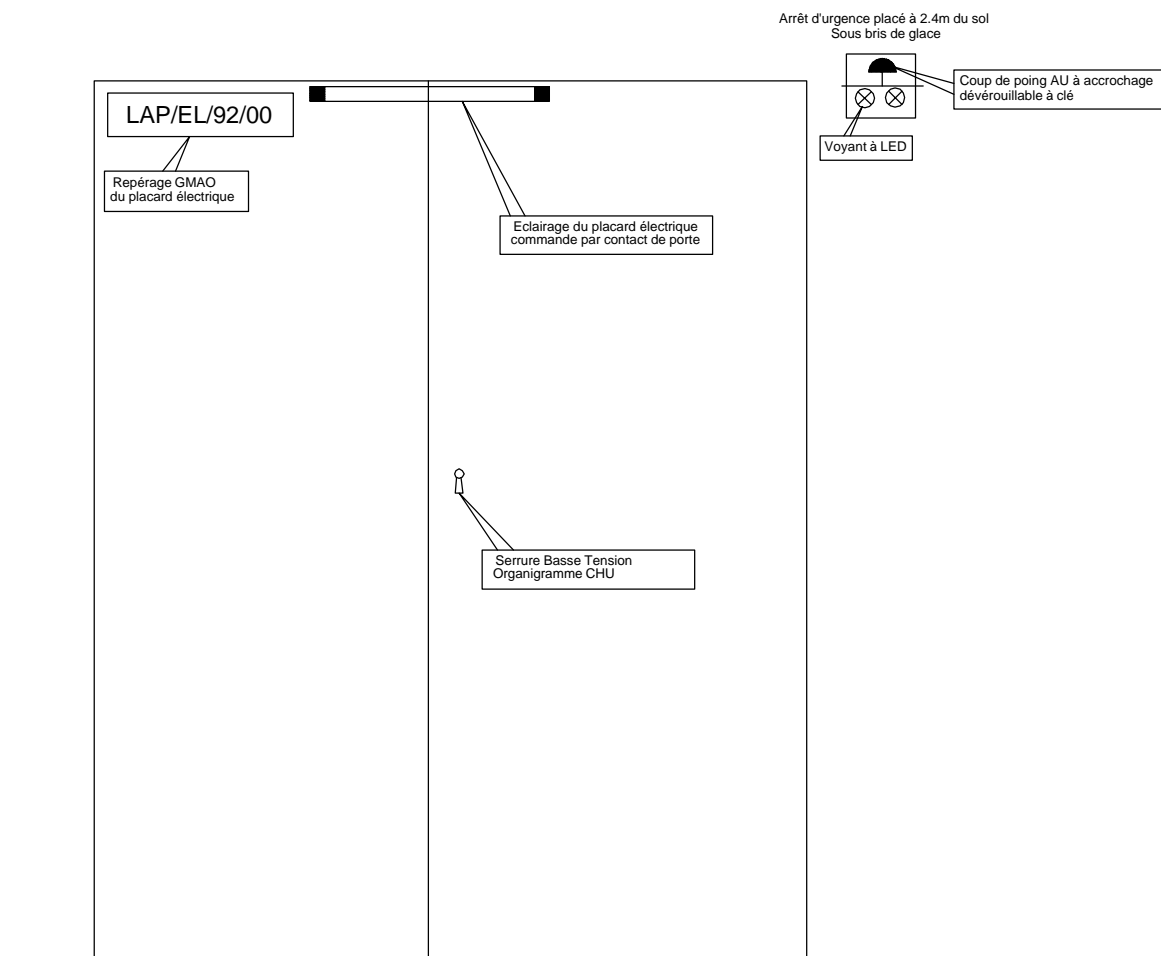 Arrêt d'urgence placé à 2.4m du sol
Sous bris de glace
Coup de poing AU à accrochage
dévérouillable à clé
LAP/EL/92/00
Voyant à LED
Repérage GMAO
du placard électrique
Eclairage du placard électrique
commande par contact de porte
Serrure Basse Tension
Organigramme CHU